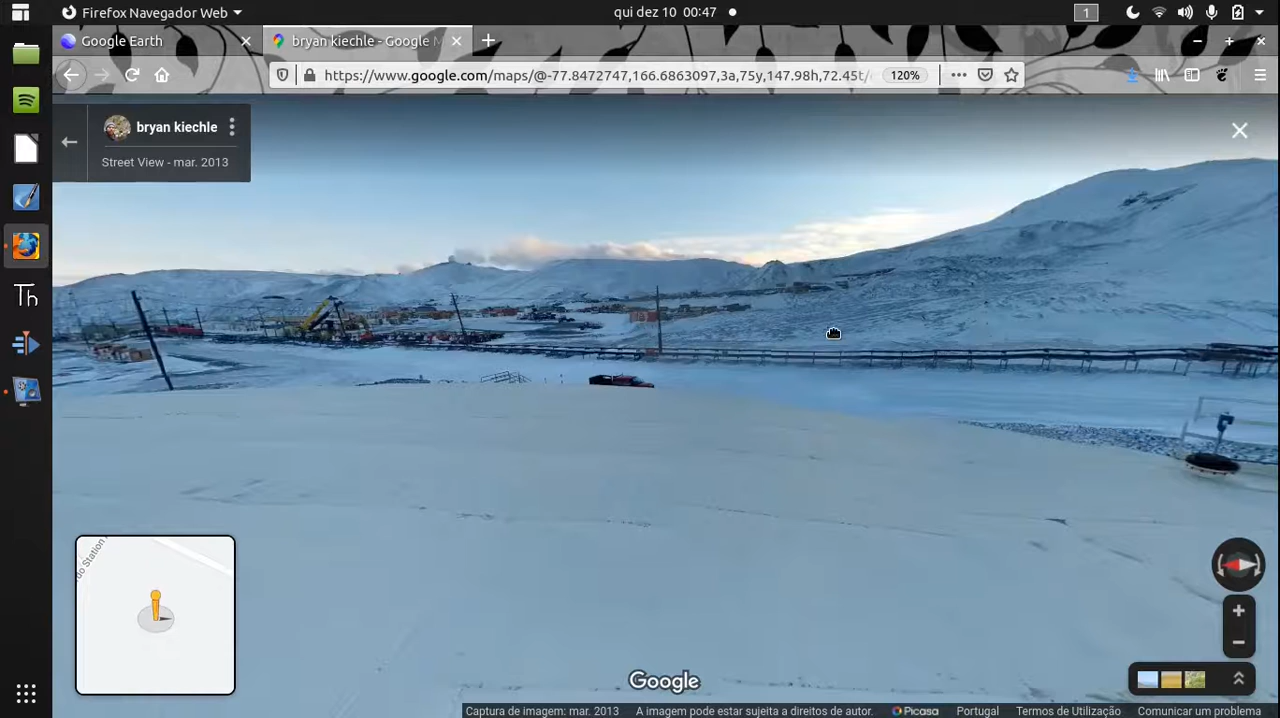 Firefox Navegador Web
qui dez 10 00:47
1
Google Earth
bryan kiechle - Google M
https://www.google.com/maps/@-77.8472747,166.6863097,3a,75y,147.98h,72.45t/
120%
bryan kiechle
Street View - mar. 2013
Th
do Station
Google
Captura de imagem: mar. 2013 A imagem pode estar sujeita a direitos de autor. Picasa Portugal Termos de Utilização Comunicar um problema